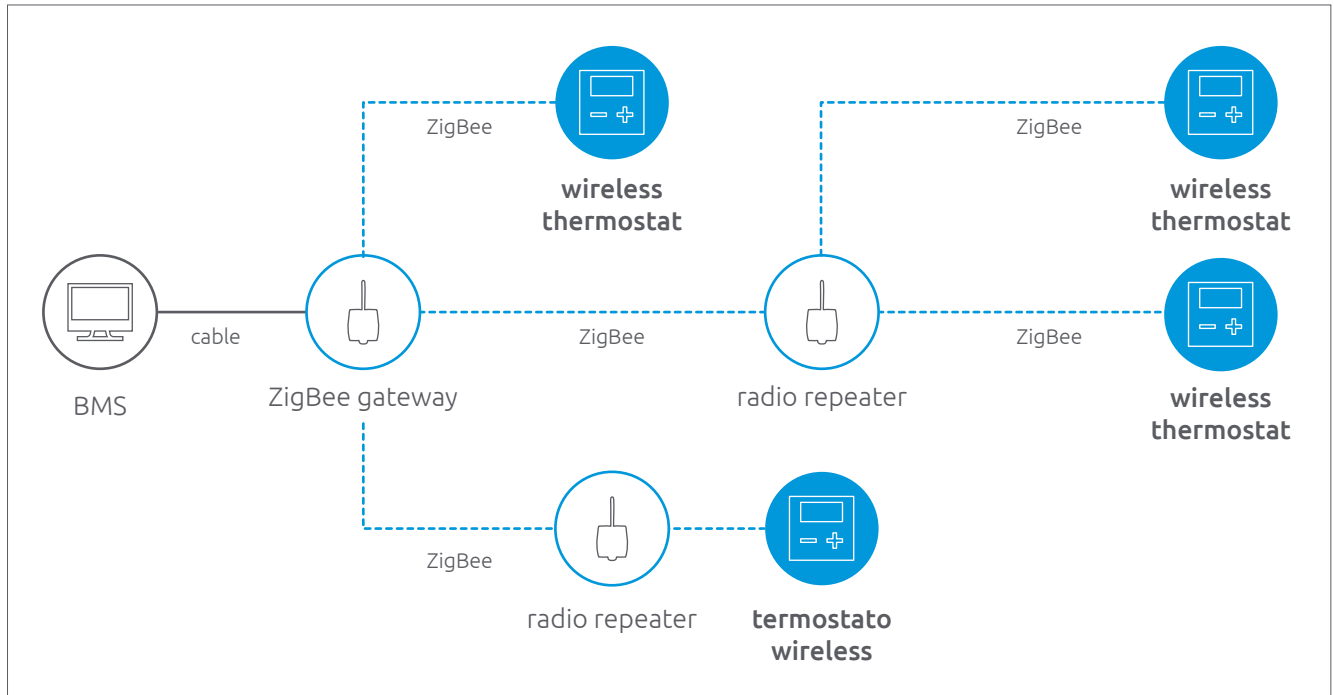 ZigBee
wireless
thermostat
ZigBee
wireless
thermostat
BMS
cable
ZigBee gateway
ZigBee
radio repeater
ZigBee
wireless
thermostat
ZigBee
radio repeater
termostato
wireless